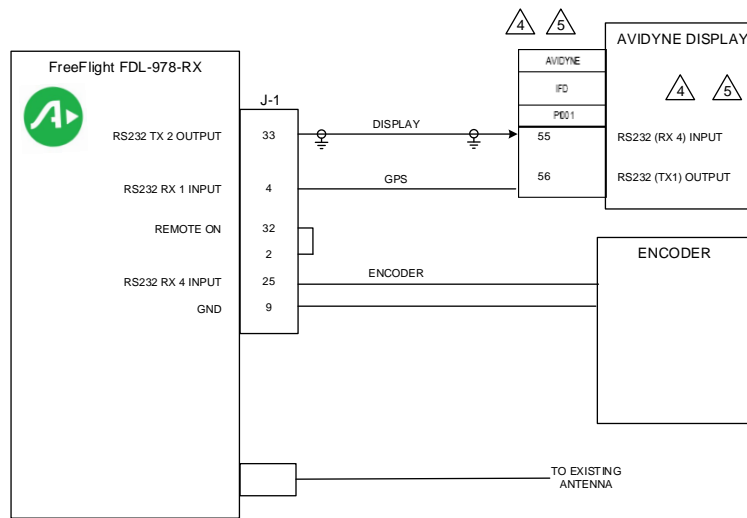 FreeFlight FDL-978-RX
J-1
RS232 TX 2 OUTPUT
33
DISPLAY
RS232 RX 1 INPUT
4
GPS
REMOTE ON
32
2
RS232 RX 4 INPUT
25
ENCODER
GND
9
TO EXISTING
ANTENNA
4
5
AVIDYNE
IFD
P1001
55
56
AVIDYNE DISPLAY
4
5
RS232 (RX 4) INPUT
RS232 (TX1) OUTPUT
ENCODER